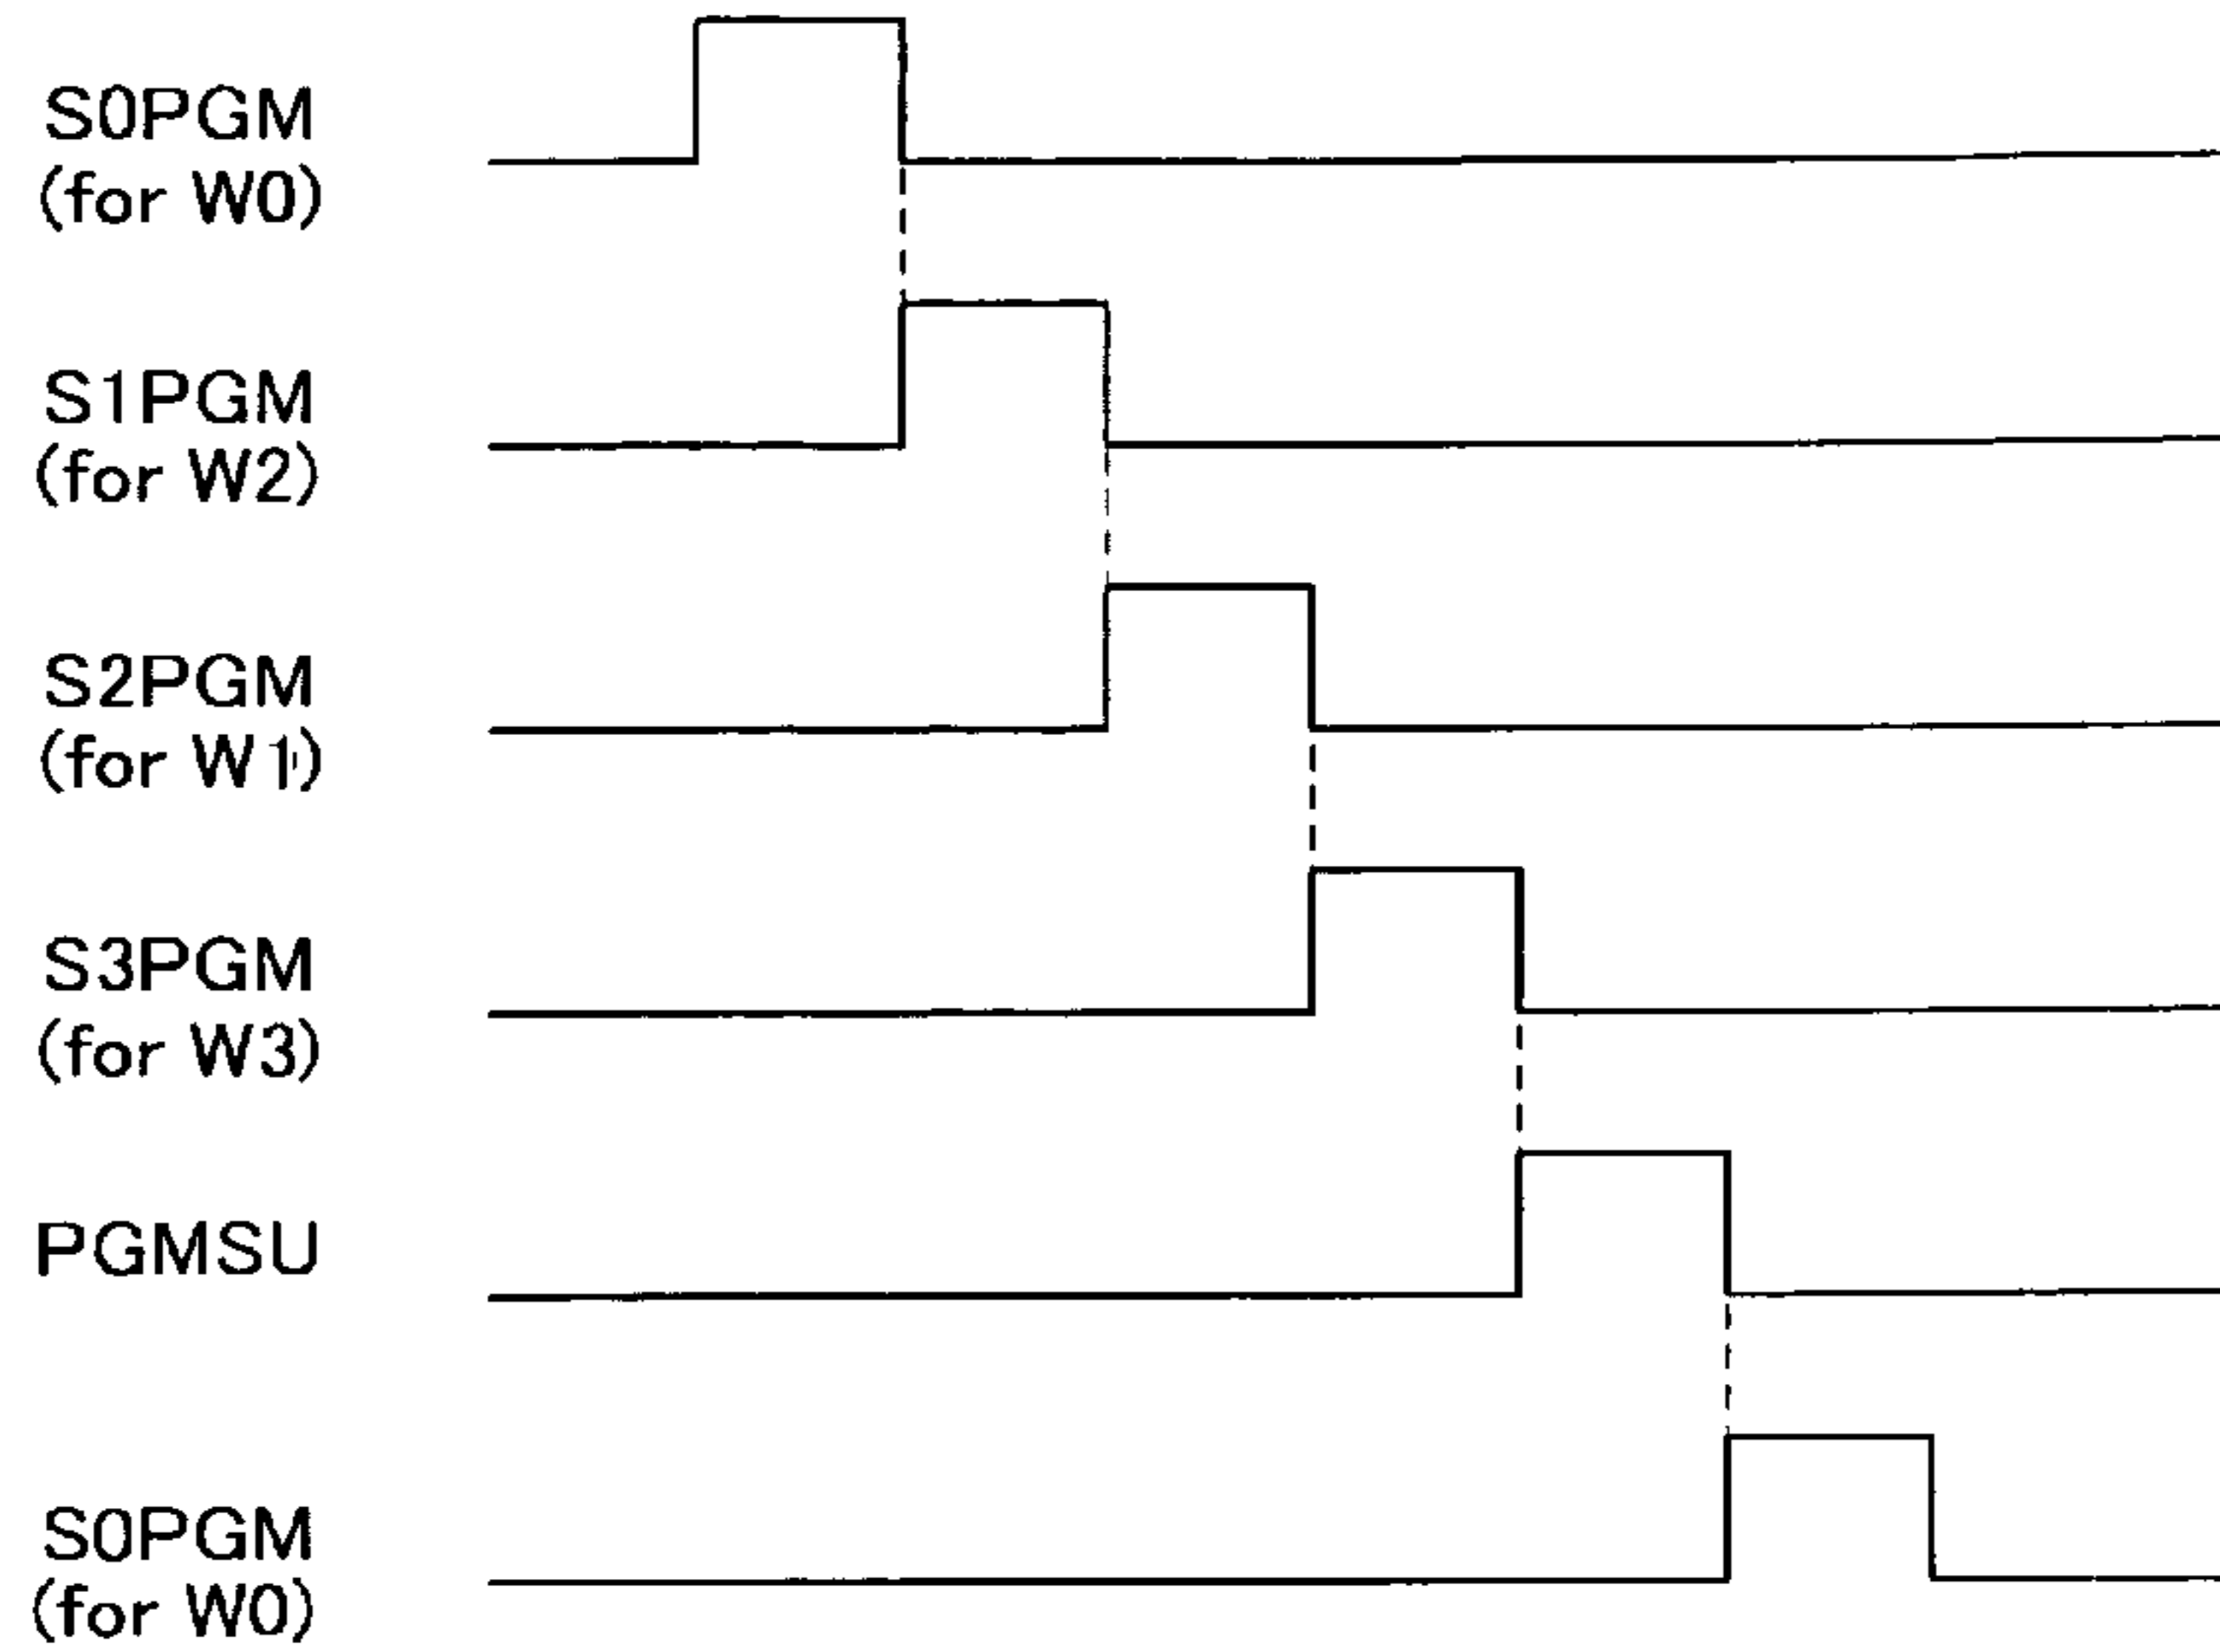 S0PGM
(for W0)
S1PGM
(for W2)
S2PGM
(for W1)
S3PGM
(for W3)
PGMSU
S0PGM
(for W0)